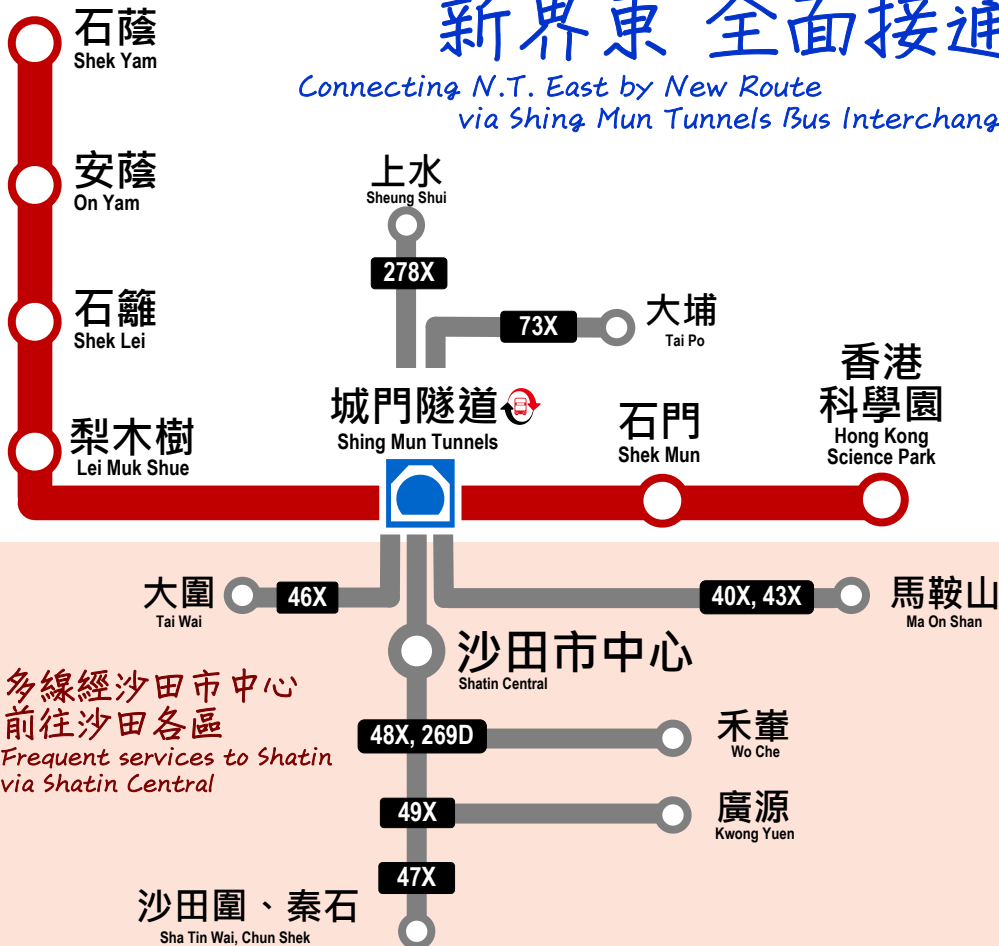 石蔭
Shek Yam
新界東 全面接通
Connecting N.T. East by New Route
via Shing Mun Tunnels Bus Interchang
安蔭
On Yam
上水
Sheung Shui
278X
石籬
Shek Lei
73X
大埔
Tai Po
梨木樹
Lei Muk Shue
城門隧道
Shing Mun Tunnels
石門
Shek Mun
香港
科學園
Hong Kong
Science Park
大圍
Tai Wai
46X
40X, 43X
馬鞍山
Ma On Shan
沙田市中心
Shatin Central
多線經沙田市中心
前往沙田各區
Frequent services to Shatin
via Shatin Central
48X, 269D
禾輋
Wo Che
49X
廣源
Kwong Yuen
47X
沙田圍、秦石
Sha Tin Wai, Chun Shek